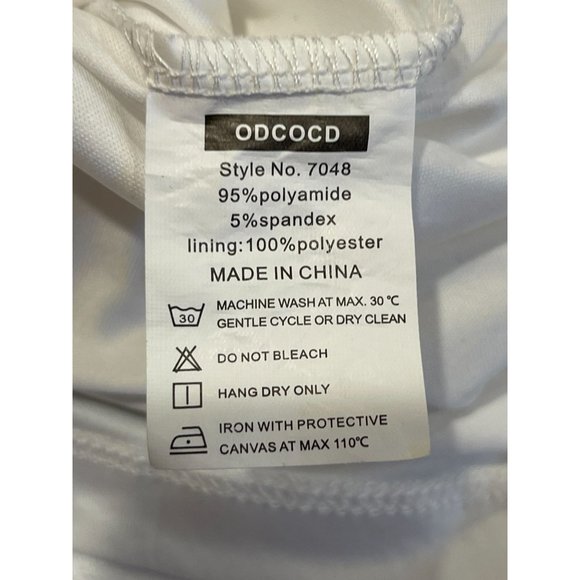 ODCOCD
Style No. 7048
95%polyamide
5%spandex
lining:100%polyester
MADE IN CHINA
30
MACHINE WASH AT MAX. 30 ℃
GENTLE CYCLE OR DRY CLEAN
DO NOT BLEACH
HANG DRY ONLY
IRON WITH PROTECTIVE
CANVAS AT MAX 110℃